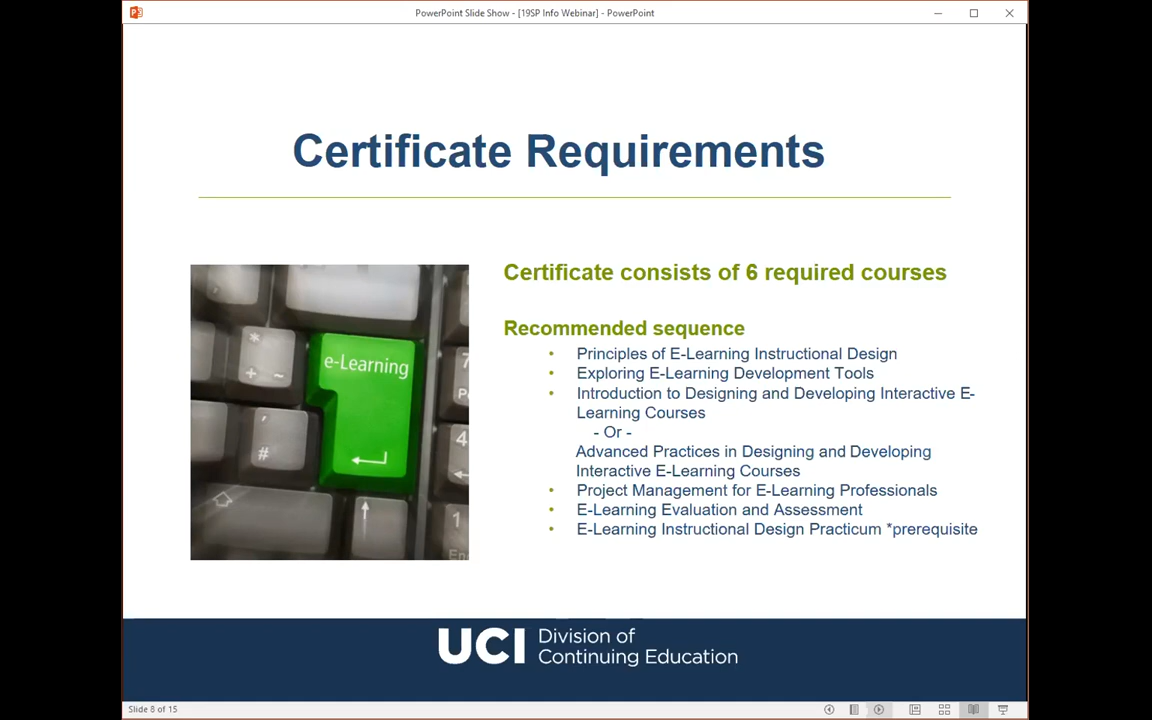 PowerPoint Slide Show - [19SP Info Webinar] - PowerPoint
Certificate Requirements
Certificate consists of 6 required courses
Recommended sequence
• Principles of E-Learning Instructional Design
• Exploring E-Learning Development Tools
• Introduction to Designing and Developing Interactive E-
Learning Courses
- Or -
Advanced Practices in Designing and Developing
Interactive E-Learning Courses
• Project Management for E-Learning Professionals
• E-Learning Evaluation and Assessment
• E-Learning Instructional Design Practicum *prerequisite
e-Learning
*
+ ~
'
#
7
4
1
UCI Division of
Continuing Education
Slide 8 of 15